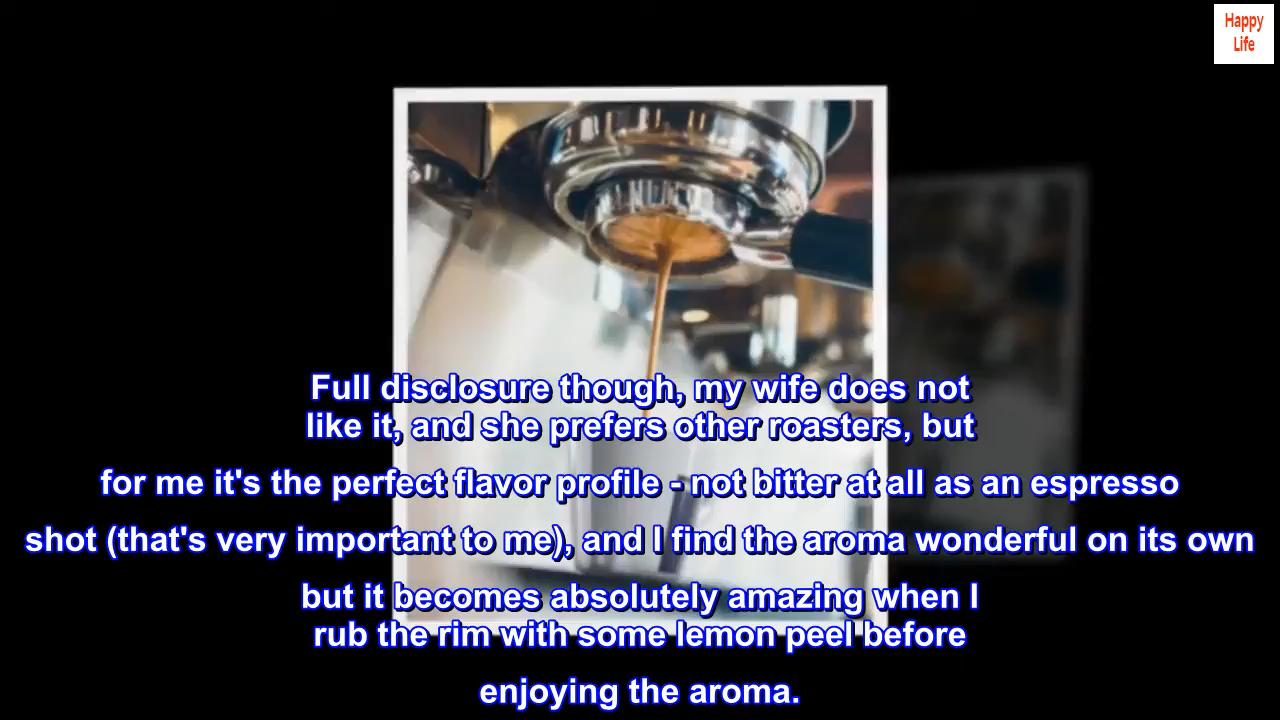 Happy
Life
Full disclosure though, my wife does not
like it, and she prefers other roasters, but
for me it's the perfect flavor profile - not bitter at all as an espresso
shot (that's very important to me), and I find the aroma wonderful on its own
but it becomes absolutely amazing when I
rub the rim with some lemon peel before
enjoying the aroma.